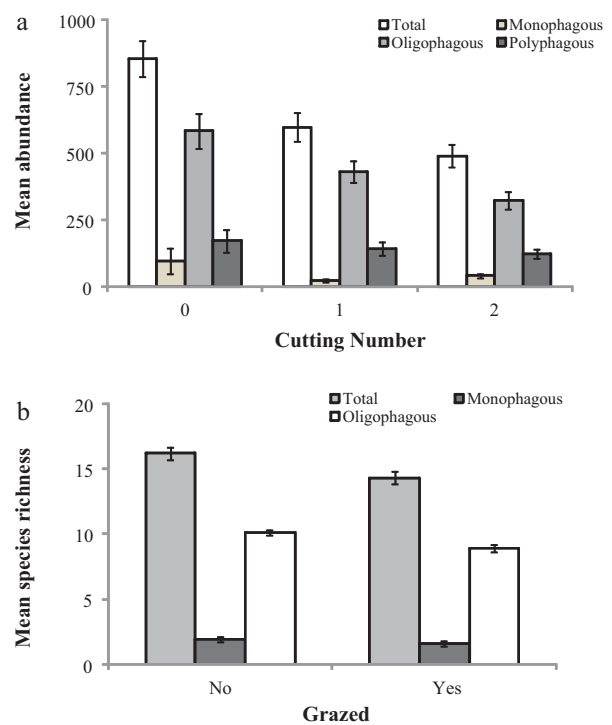 a
Total Monophagous
Oligophagous Polyphagous
Mean abundance
1000
750
500
250
0
0 1 2
Cutting Number
b
Total Monophagous
Oligophagous
Mean species richness
20
15
10
5
0
No Yes
Grazed